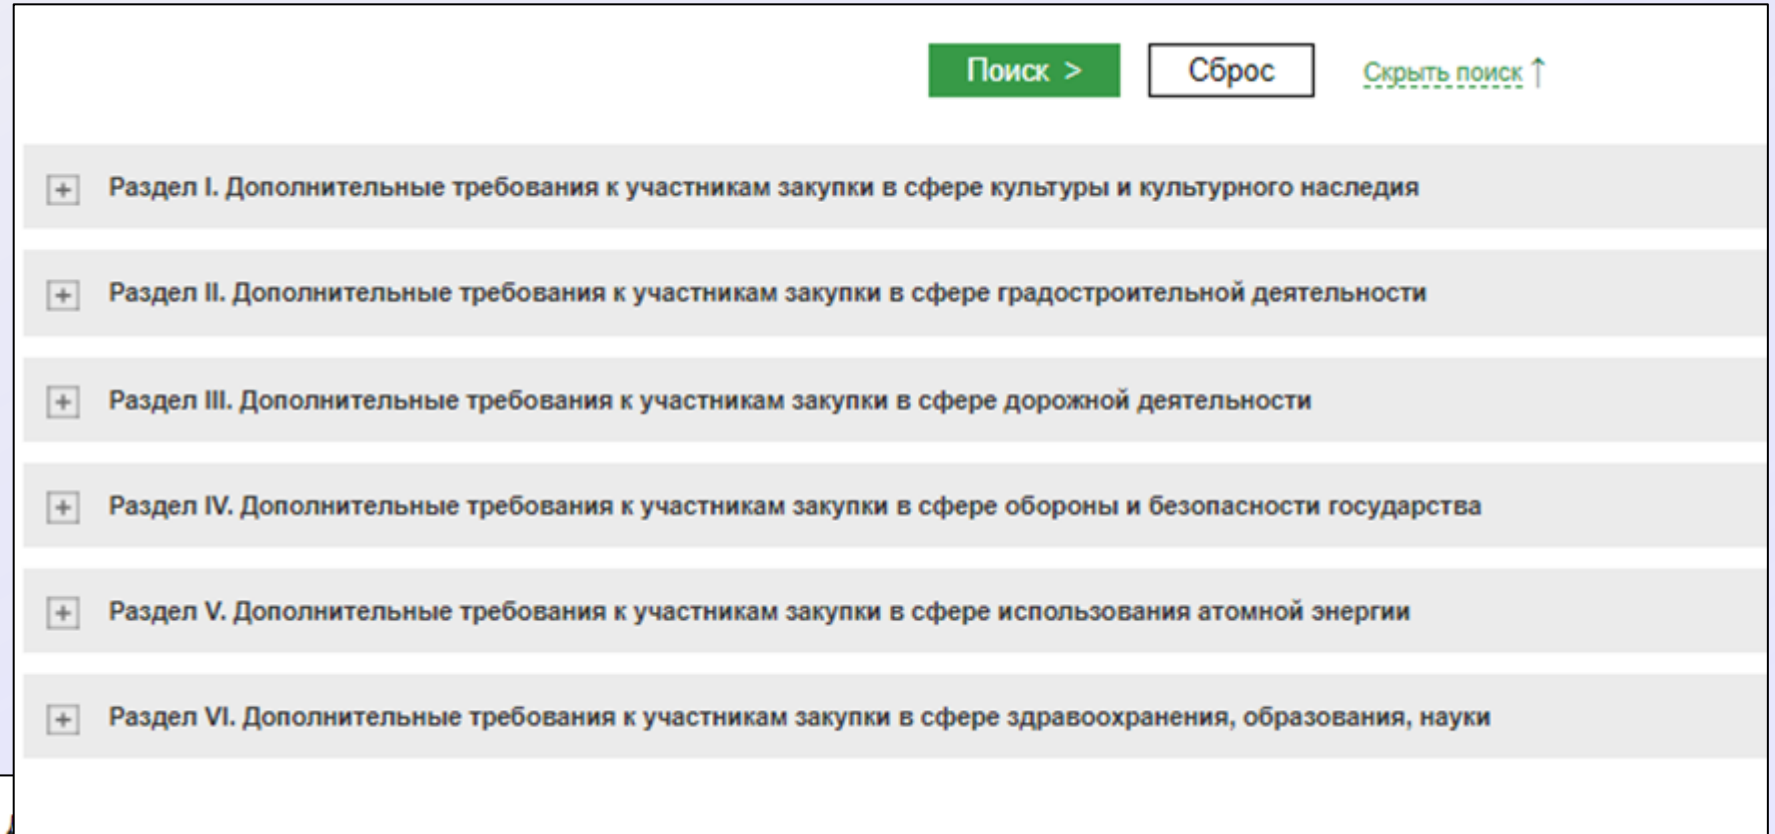 Поиск > Сброс Скрыть поиск ↑
Раздел I. Дополнительные требования к участникам закупки в сфере культуры и культурного наследия
Раздел II. Дополнительные требования к участникам закупки в сфере градостроительной деятельности
Раздел III. Дополнительные требования к участникам закупки в сфере дорожной деятельности
Раздел IV. Дополнительные требования к участникам закупки в сфере обороны и безопасности государства
Раздел V. Дополнительные требования к участникам закупки в сфере использования атомной энергии
Раздел VI. Дополнительные требования к участникам закупки в сфере здравоохранения, образования, науки